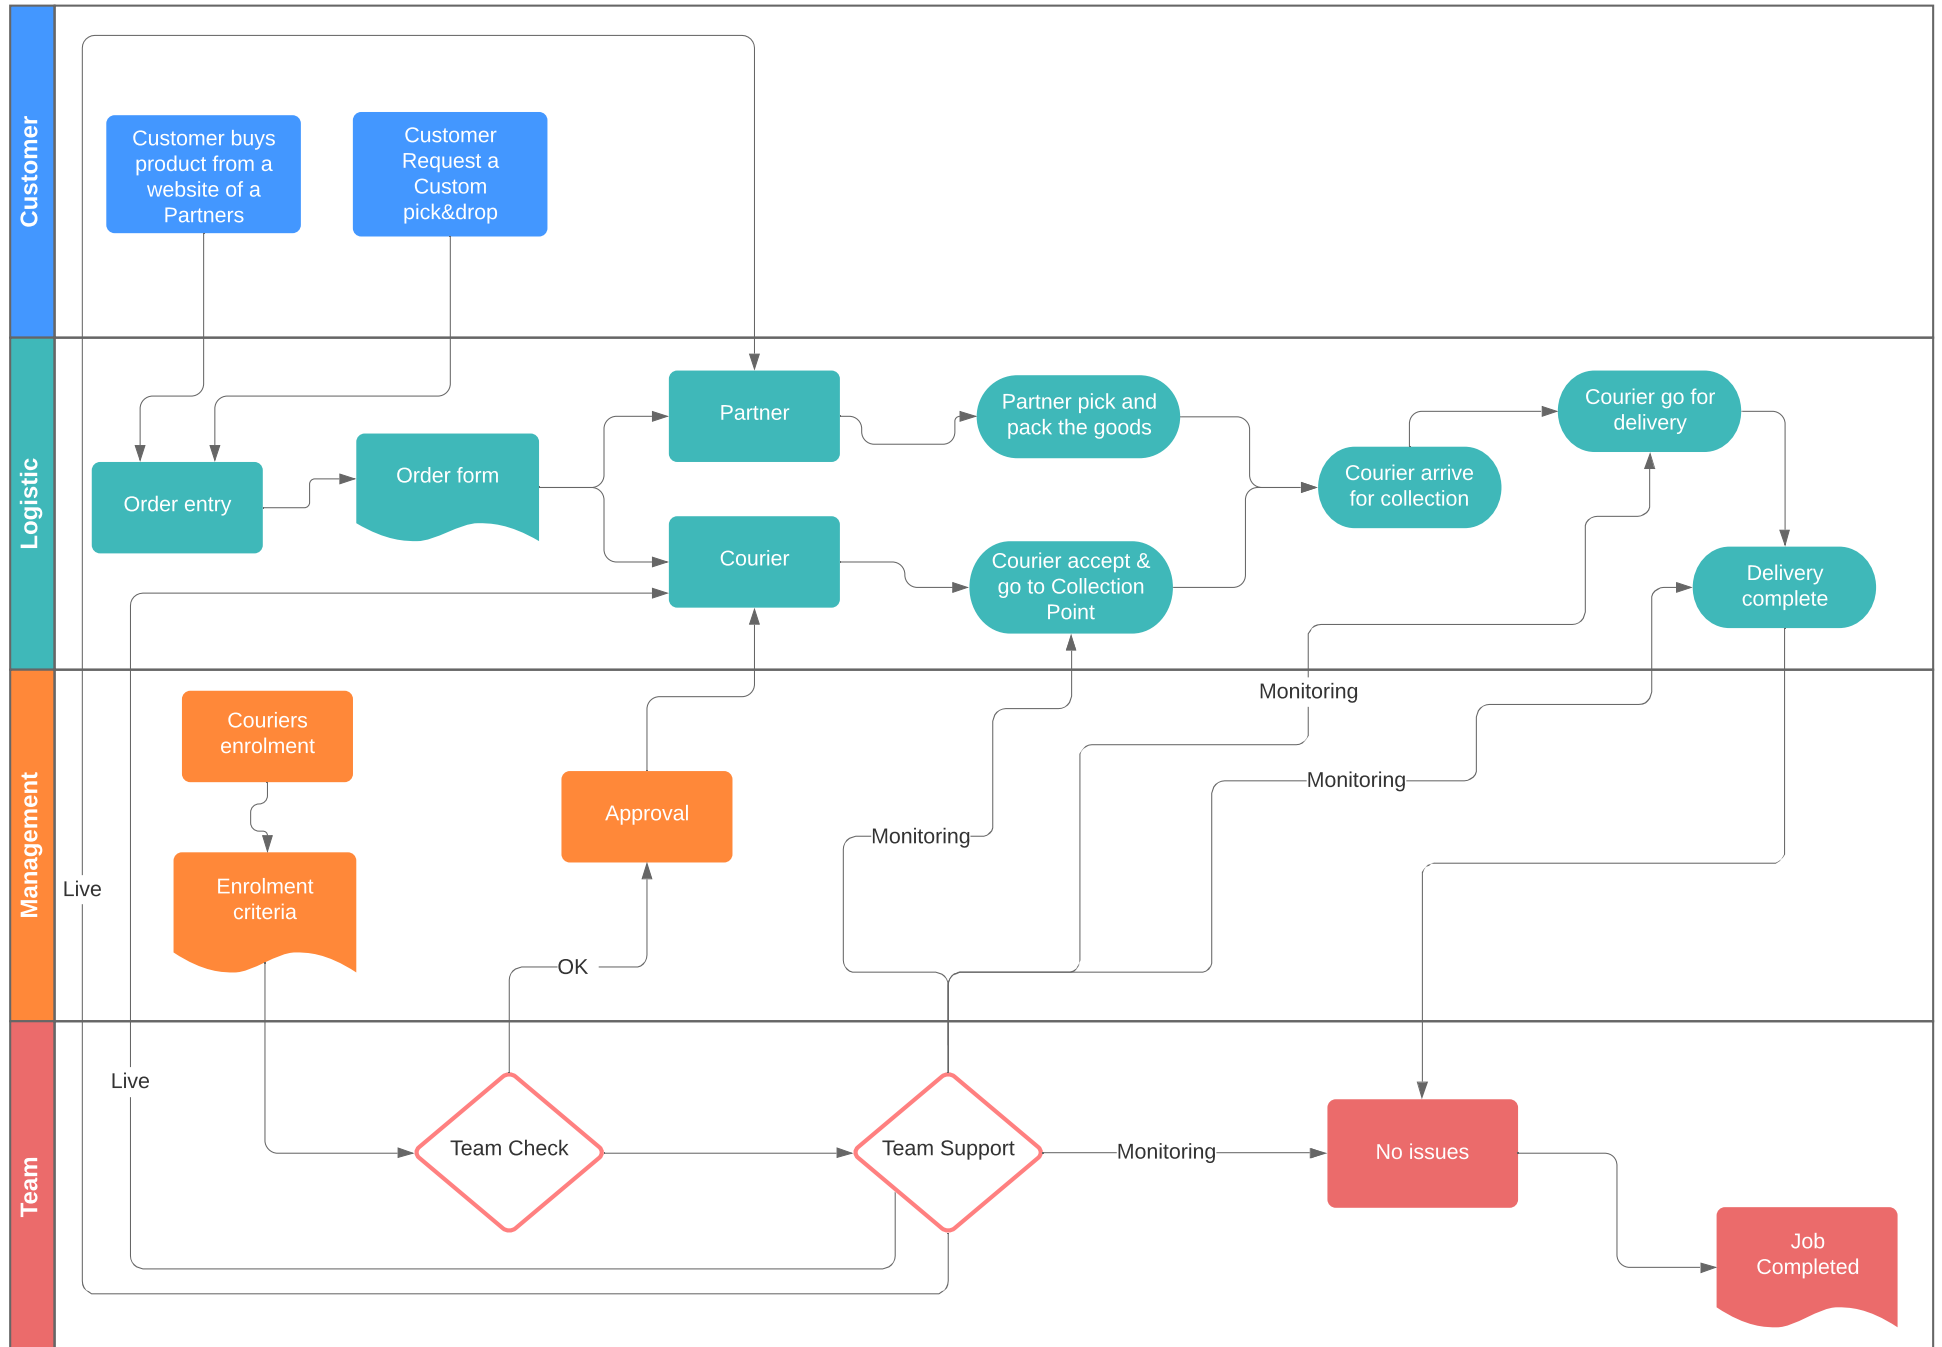 Customer
Customer buys
product from a
website of a
Partners
Customer
Request a
Custom
pick&drop
Logistic
Order entry
Order form
Partner
Courier
Partner pick and
pack the goods
Courier accept &
go to Collection
Point
Courier arrive
for collection
Courier go for
delivery
Delivery
complete
Management
Couriers
enrolment
Enrolment
criteria
Approval
OK
Monitoring
Monitoring
Monitoring
Live
Team
Live
Team Check
Team Support
Monitoring
No issues
Job
Completed